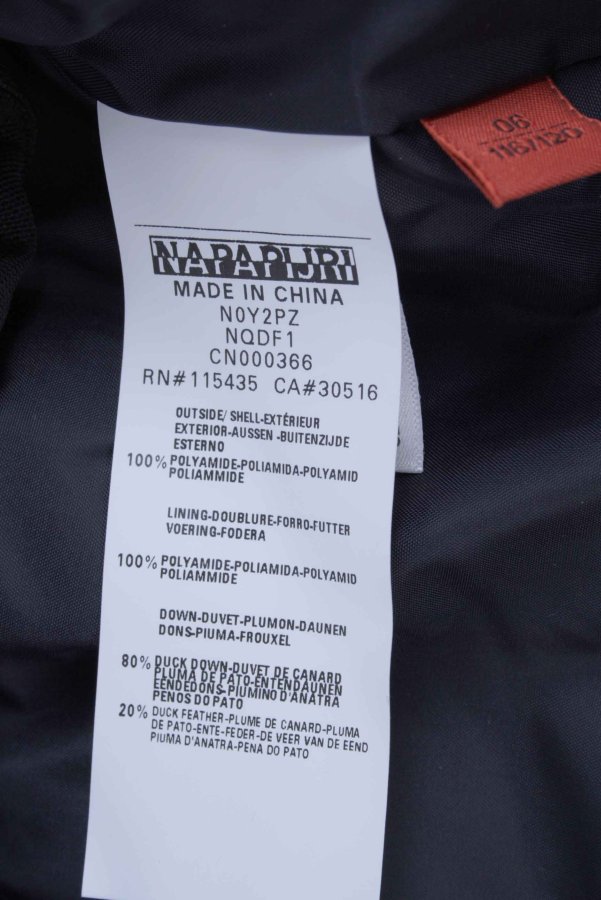 06
116/120
NAPAPIJRI
MADE IN CHINA
N0Y2PZ
NQDF1
CN000366
RN#115435 CA#30516
OUTSIDE/ SHELL-EXTÉRIEUR
EXTERIOR-AUSSEN-BUITENZIJDE
ESTERNO
100% POLYAMIDE-POLIAMIDA-POLYAMID
POLIAMMIDE
LINING-DOUBLURE-FORRO-FUTTER
VOERING-FODERA
100% POLYAMIDE-POLIAMIDA-POLYAMID
POLIAMMIDE
DOWN-DUVET-PLUMON-DAUNEN
DONS-PIUMA-FROUXEL
80% DUCK DOWN-DUVET DE CANARD
PLUMA DE PATO-ENTENDAUNEN
EENDEDONS-PIUMINO D'ANATRA
PENOS DO PATO
20% DUCK FEATHER-PLUME DE CANARD-PLUMA
DE PATO-ENTE-FEDER-DE VEER VAN DE EEND
PIUMA D'ANATRA-PENA DO PATO